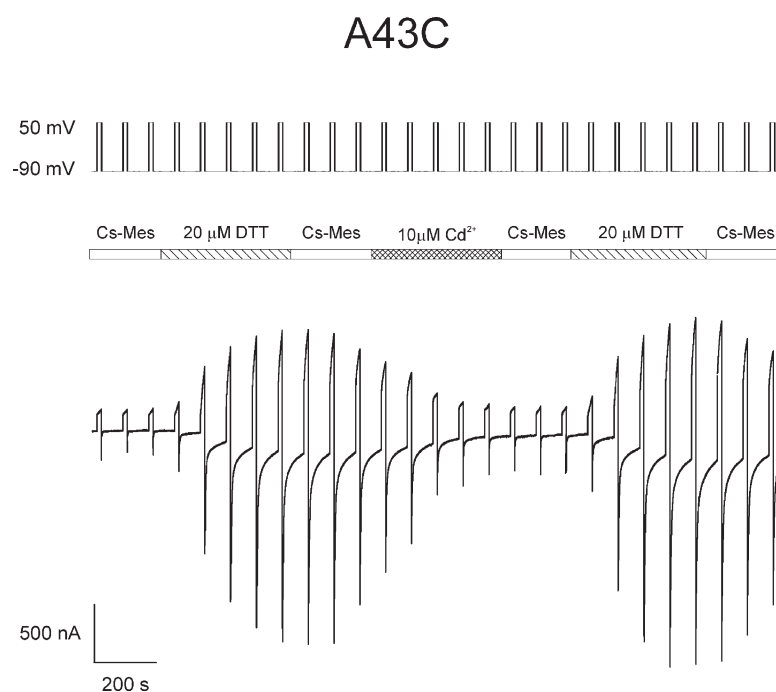 A43C
50 mV
-90 mV
Cs-Mes 20 μM DTT Cs-Mes 10μM Cd²⁺ Cs-Mes 20 μM DTT Cs-Mes
500 nA
200 s